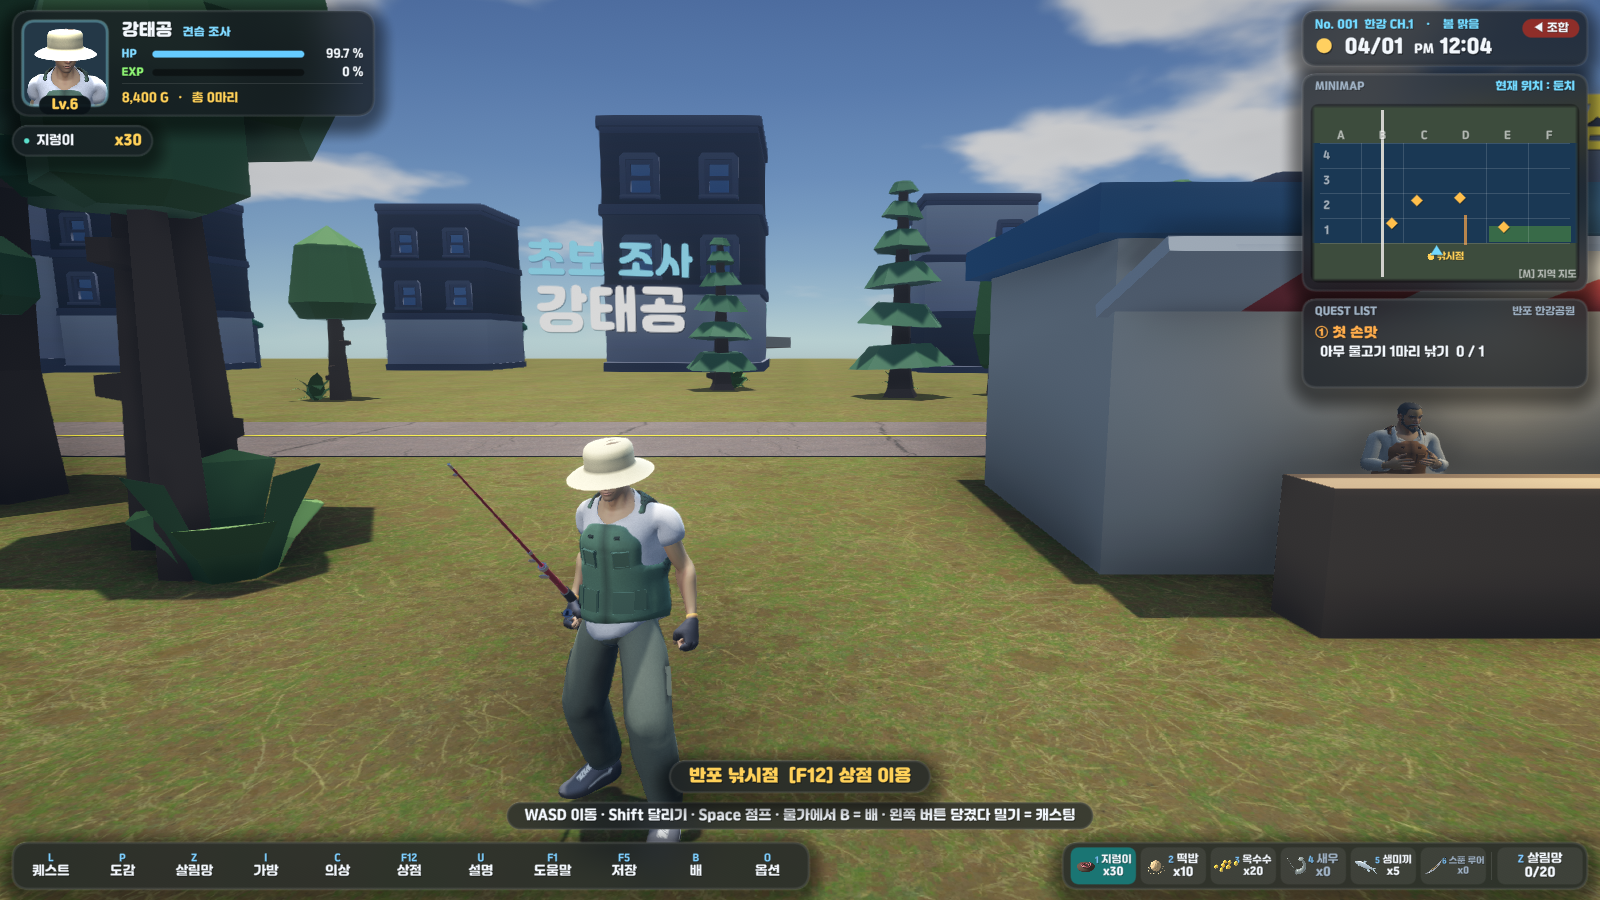 강태공 견습 조사
HP 99.7 %
EXP 0 %
Lv.6
8,400 G · 총 0마리
지렁이 x30
No. 001 한강 CH.1 · 봄 맑음
◀ 조합
04/01 PM 12:04
MINIMAP 현재 위치 : 둔치
A B C D E F
4
3
2
1
낚시점
[M] 지역 지도
QUEST LIST 반포 한강공원
① 첫 손맛
아무 물고기 1마리 낚기 0 / 1
초보 조사
강태공
반포 낚시점 [F12] 상점 이용
WASD 이동 · Shift 달리기 · Space 점프 · 물가에서 B = 배 · 왼쪽 버튼 당겼다 밀기 = 캐스팅
L P Z I C F12 U F1 F5 B O
퀘스트 도감 살림망 가방 의상 상점 설명 도움말 저장 배 옵션
1 지렁이 x30
2 떡밥 x10
3 옥수수 x20
4 새우 x0
5 생미끼 x5
6 스푼 루어 x0
Z 살림망
0/20